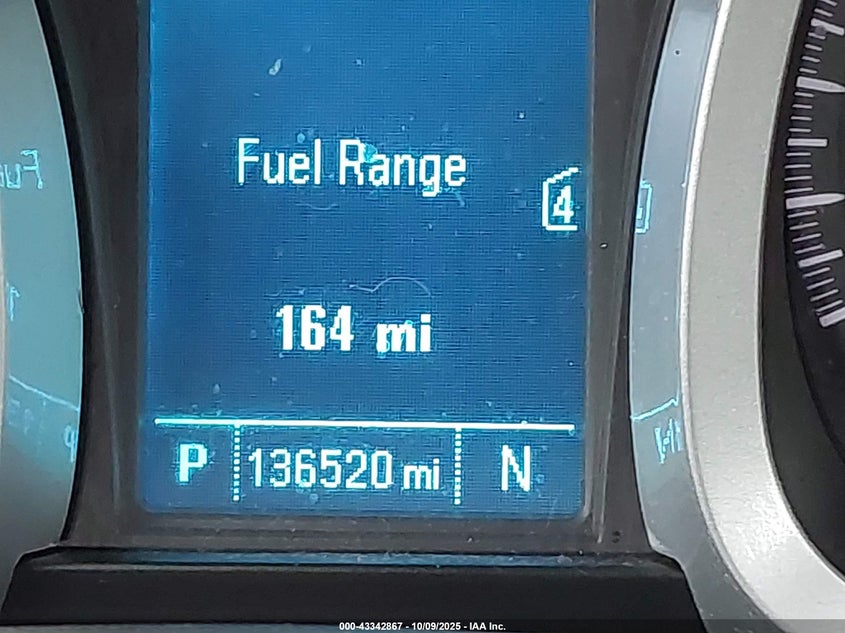 Fuel Range
4
164 mi
P 136520 mi N
000-43342867 - 10/09/2025 - IAA Inc.